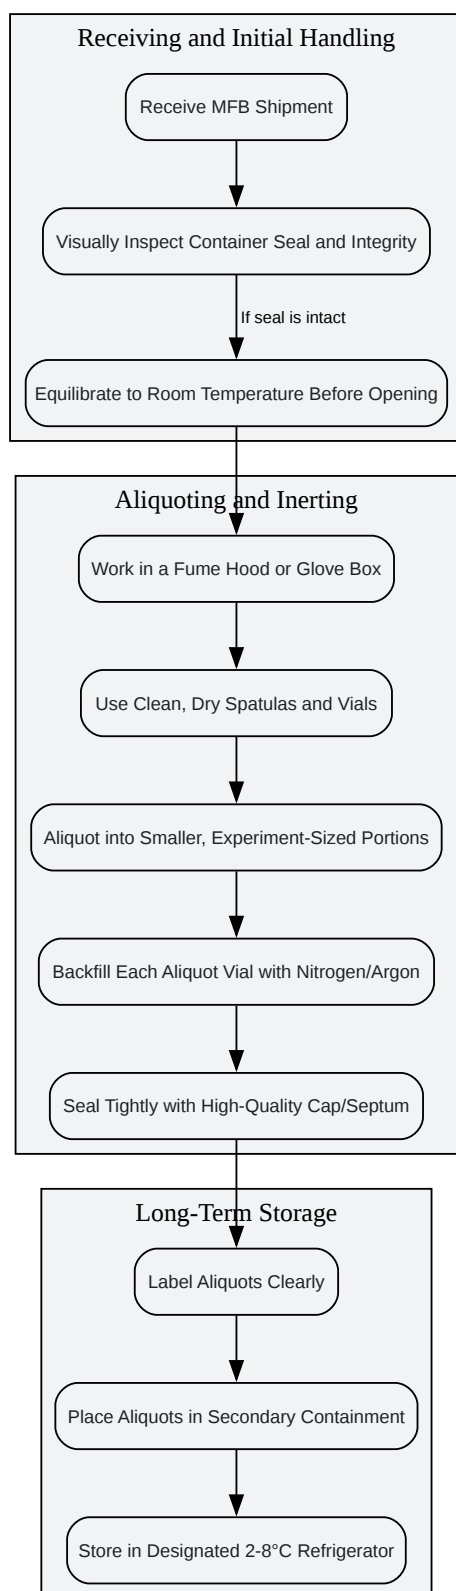 Receiving and Initial Handling
Receive MFB Shipment
Visually Inspect Container Seal and Integrity
If seal is intact
Equilibrate to Room Temperature Before Opening
Aliquoting and Inerting
Work in a Fume Hood or Glove Box
Use Clean, Dry Spatulas and Vials
Aliquot into Smaller, Experiment-Sized Portions
Backfill Each Aliquot Vial with Nitrogen/Argon
Seal Tightly with High-Quality Cap/Septum
Long-Term Storage
Label Aliquots Clearly
Place Aliquots in Secondary Containment
Store in Designated 2-8°C Refrigerator